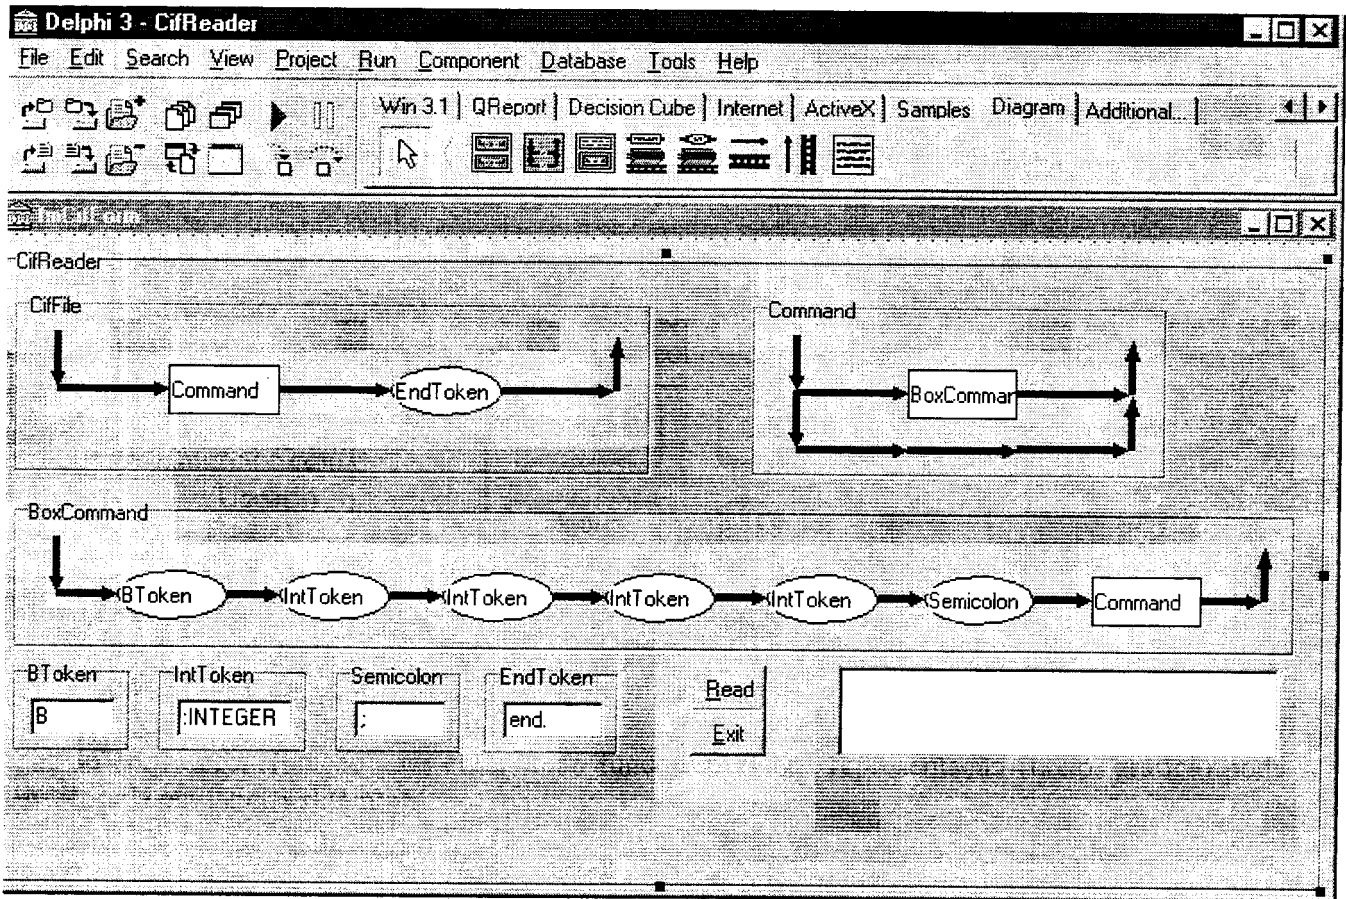 Delphi 3 - CifReader
File Edit Search View Project Run Component Database Tools Help
Win 3.1 QReport Decision Cube Internet ActiveX Samples Diagram Additional...
CifReader
CifFile
Command
EndToken
Command
BoxCommar
BoxCommand
BToken IntToken IntToken IntToken IntToken Semicolon Command
BToken IntToken Semicolon EndToken
B :INTEGER ; end.
Read
Exit